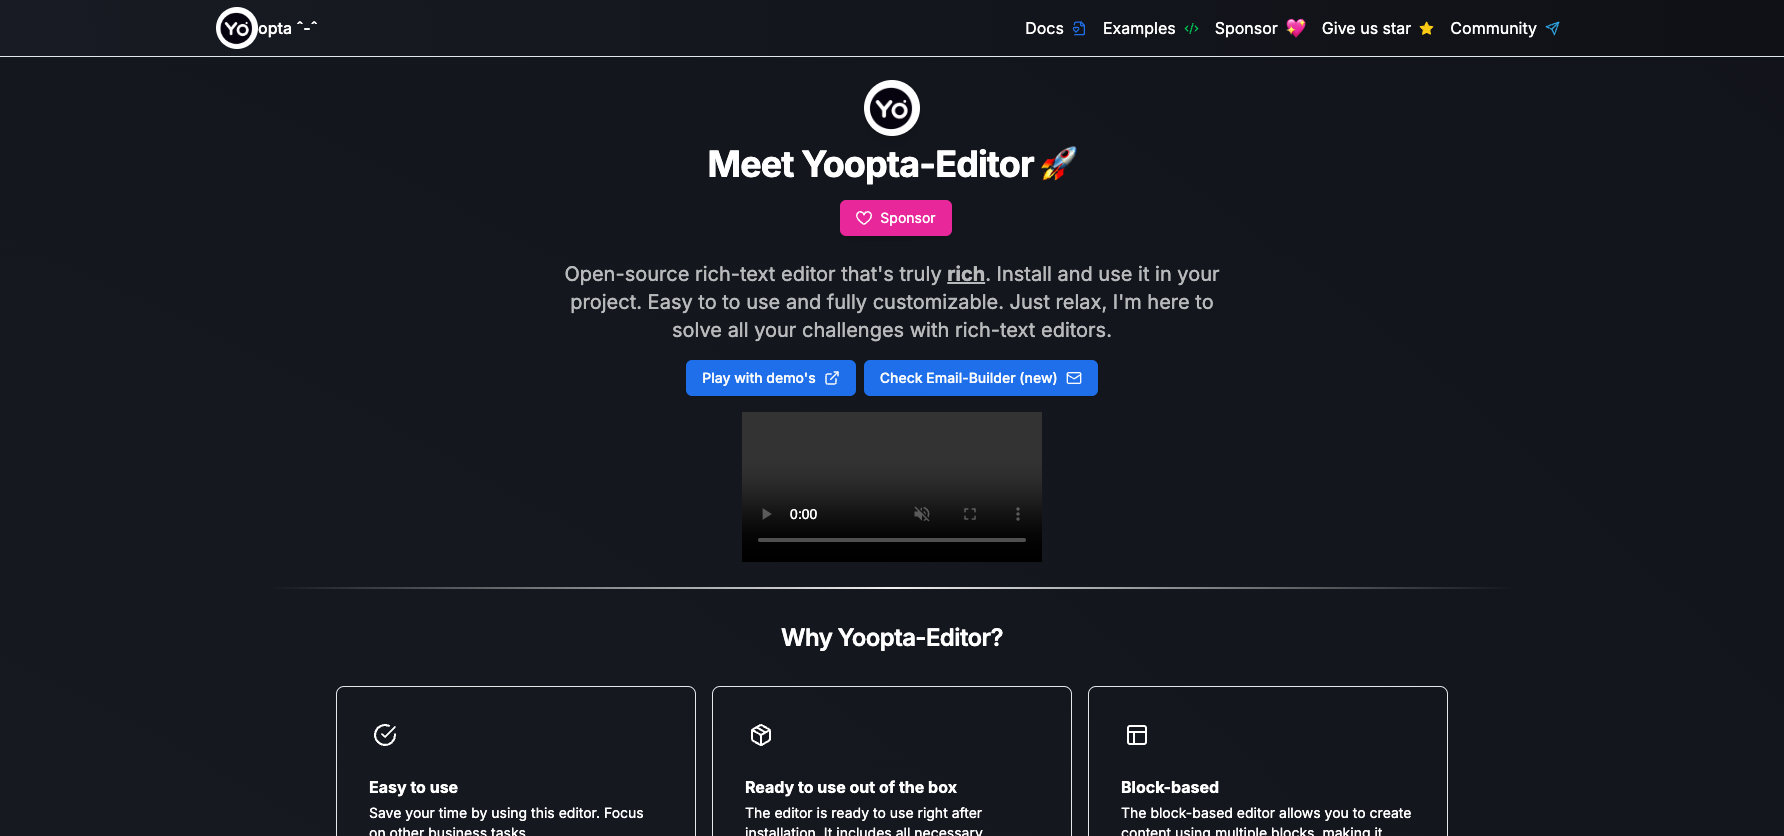 Yo opta ^-^
Docs
Examples
Sponsor
Give us star
Community
Yo
Meet Yoopta-Editor 🚀
Sponsor
Open-source rich-text editor that's truly rich. Install and use it in your
project. Easy to to use and fully customizable. Just relax, I'm here to
solve all your challenges with rich-text editors.
Play with demo's
Check Email-Builder (new)
0:00
Why Yoopta-Editor?
Easy to use
Save your time by using this editor. Focus
on other business tasks
Ready to use out of the box
The editor is ready to use right after
installation. It includes all necessary
Block-based
The block-based editor allows you to create
content using multiple blocks, making it